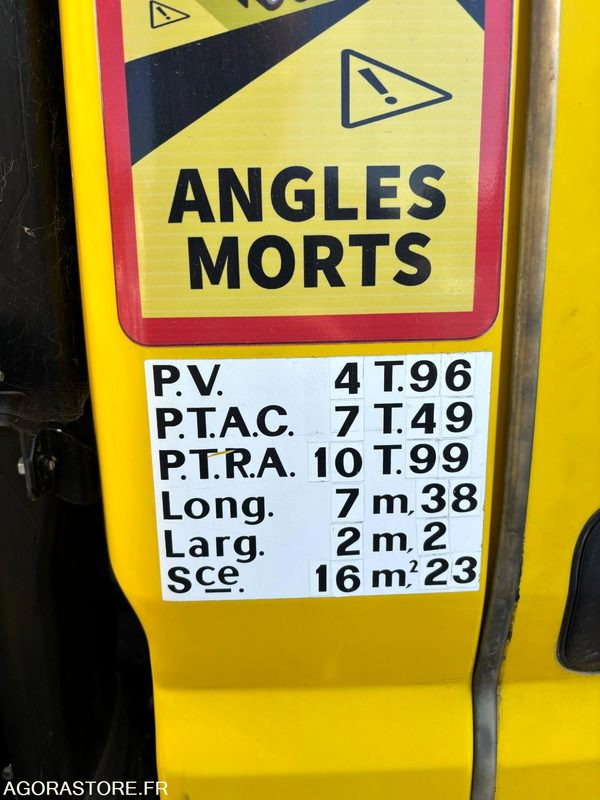 ANGLES
MORTS
P.V. 4 T.96
P.T.A.C. 7 T.49
P.T.R.A. 10 T.99
Long. 7 m,38
Larg. 2 m,2
Sce. 16 m,² 23
AGORASTORE.FR